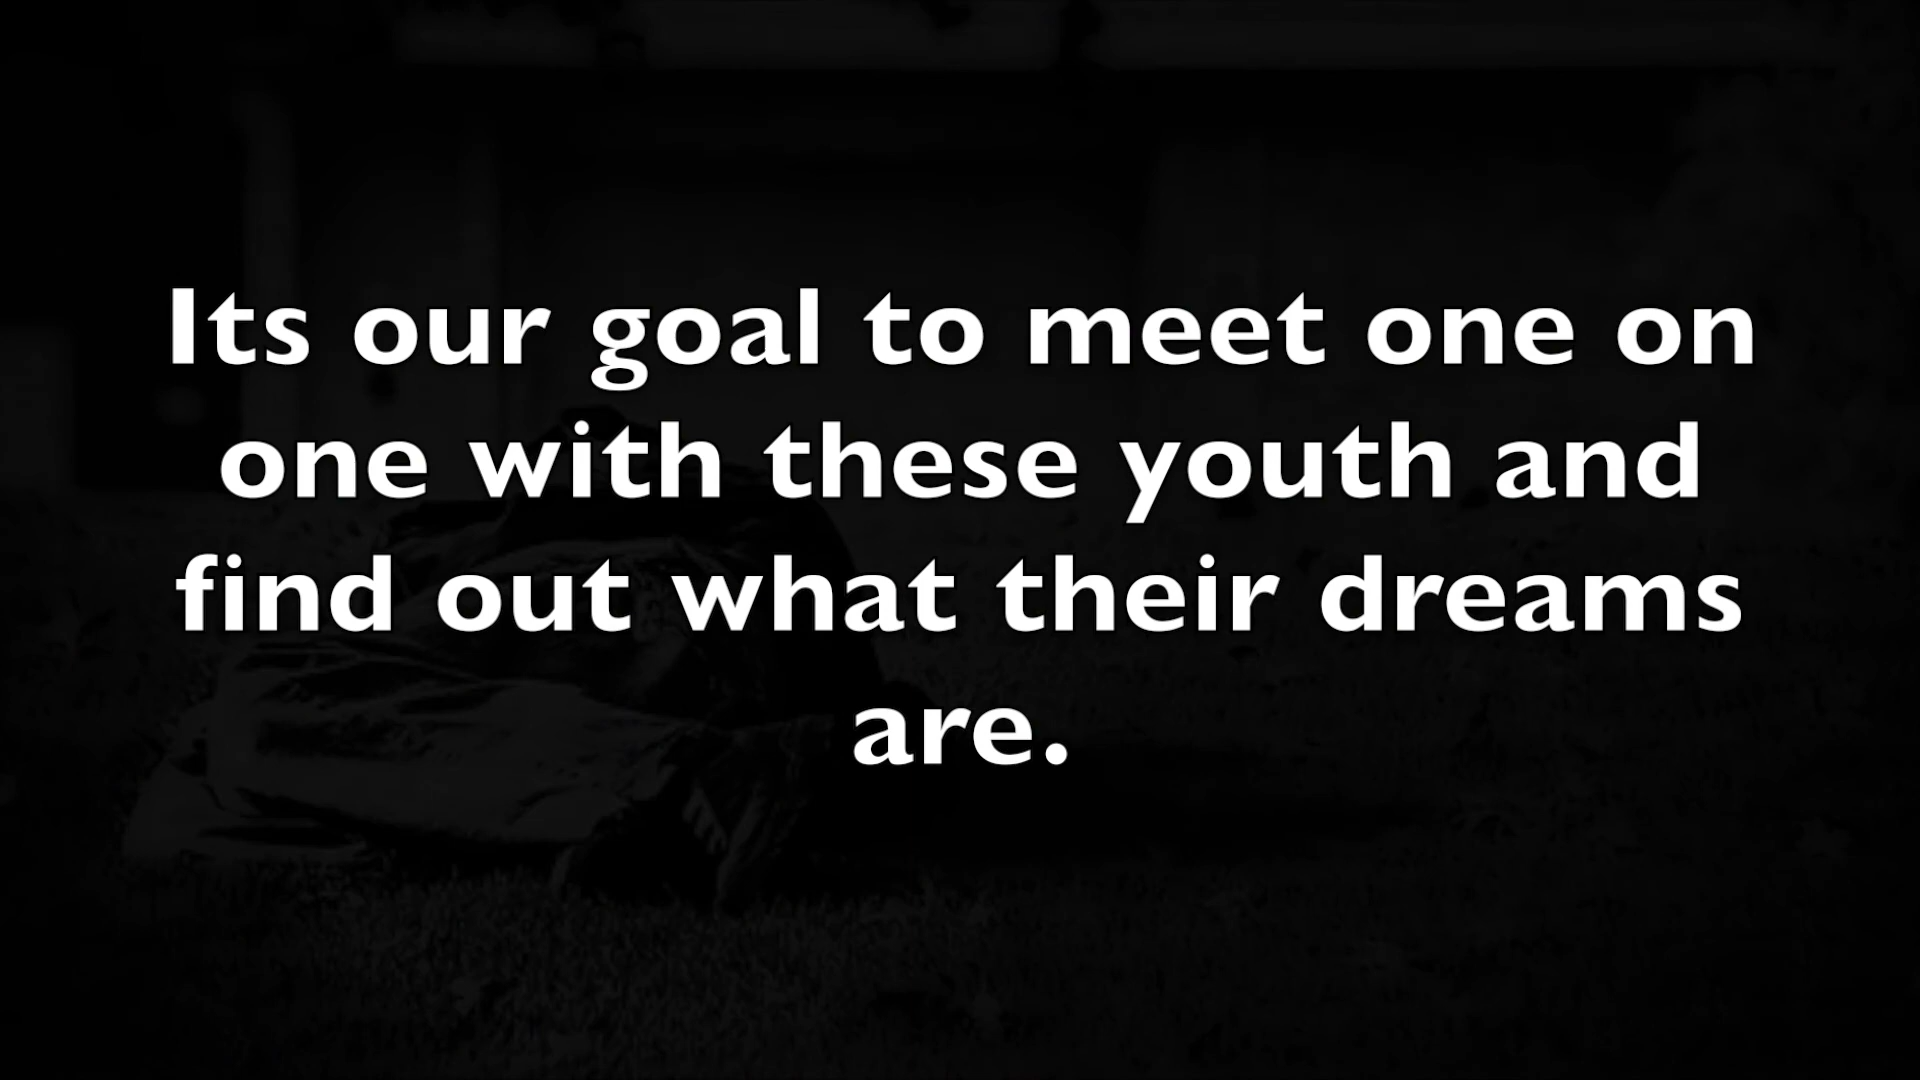 Its our goal to meet one on
one with these youth and
find out what their dreams
are.